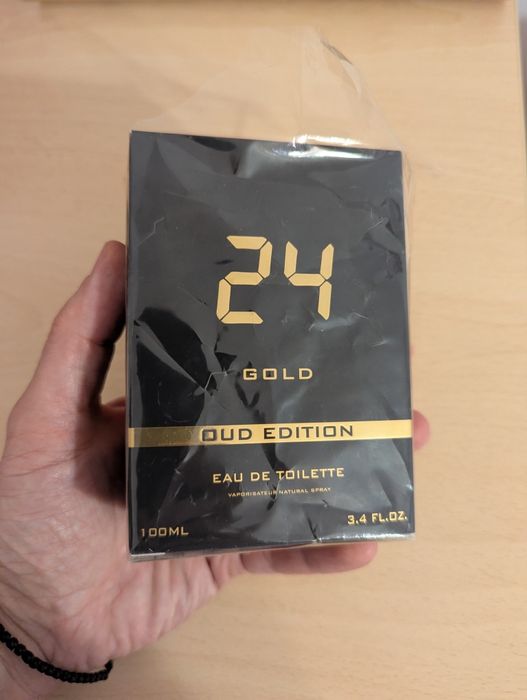 24
GOLD
OUD EDITION
EAU DE TOILETTE
VAPORISATEUR NATURAL SPRAY
100ML
3.4 FL.OZ.